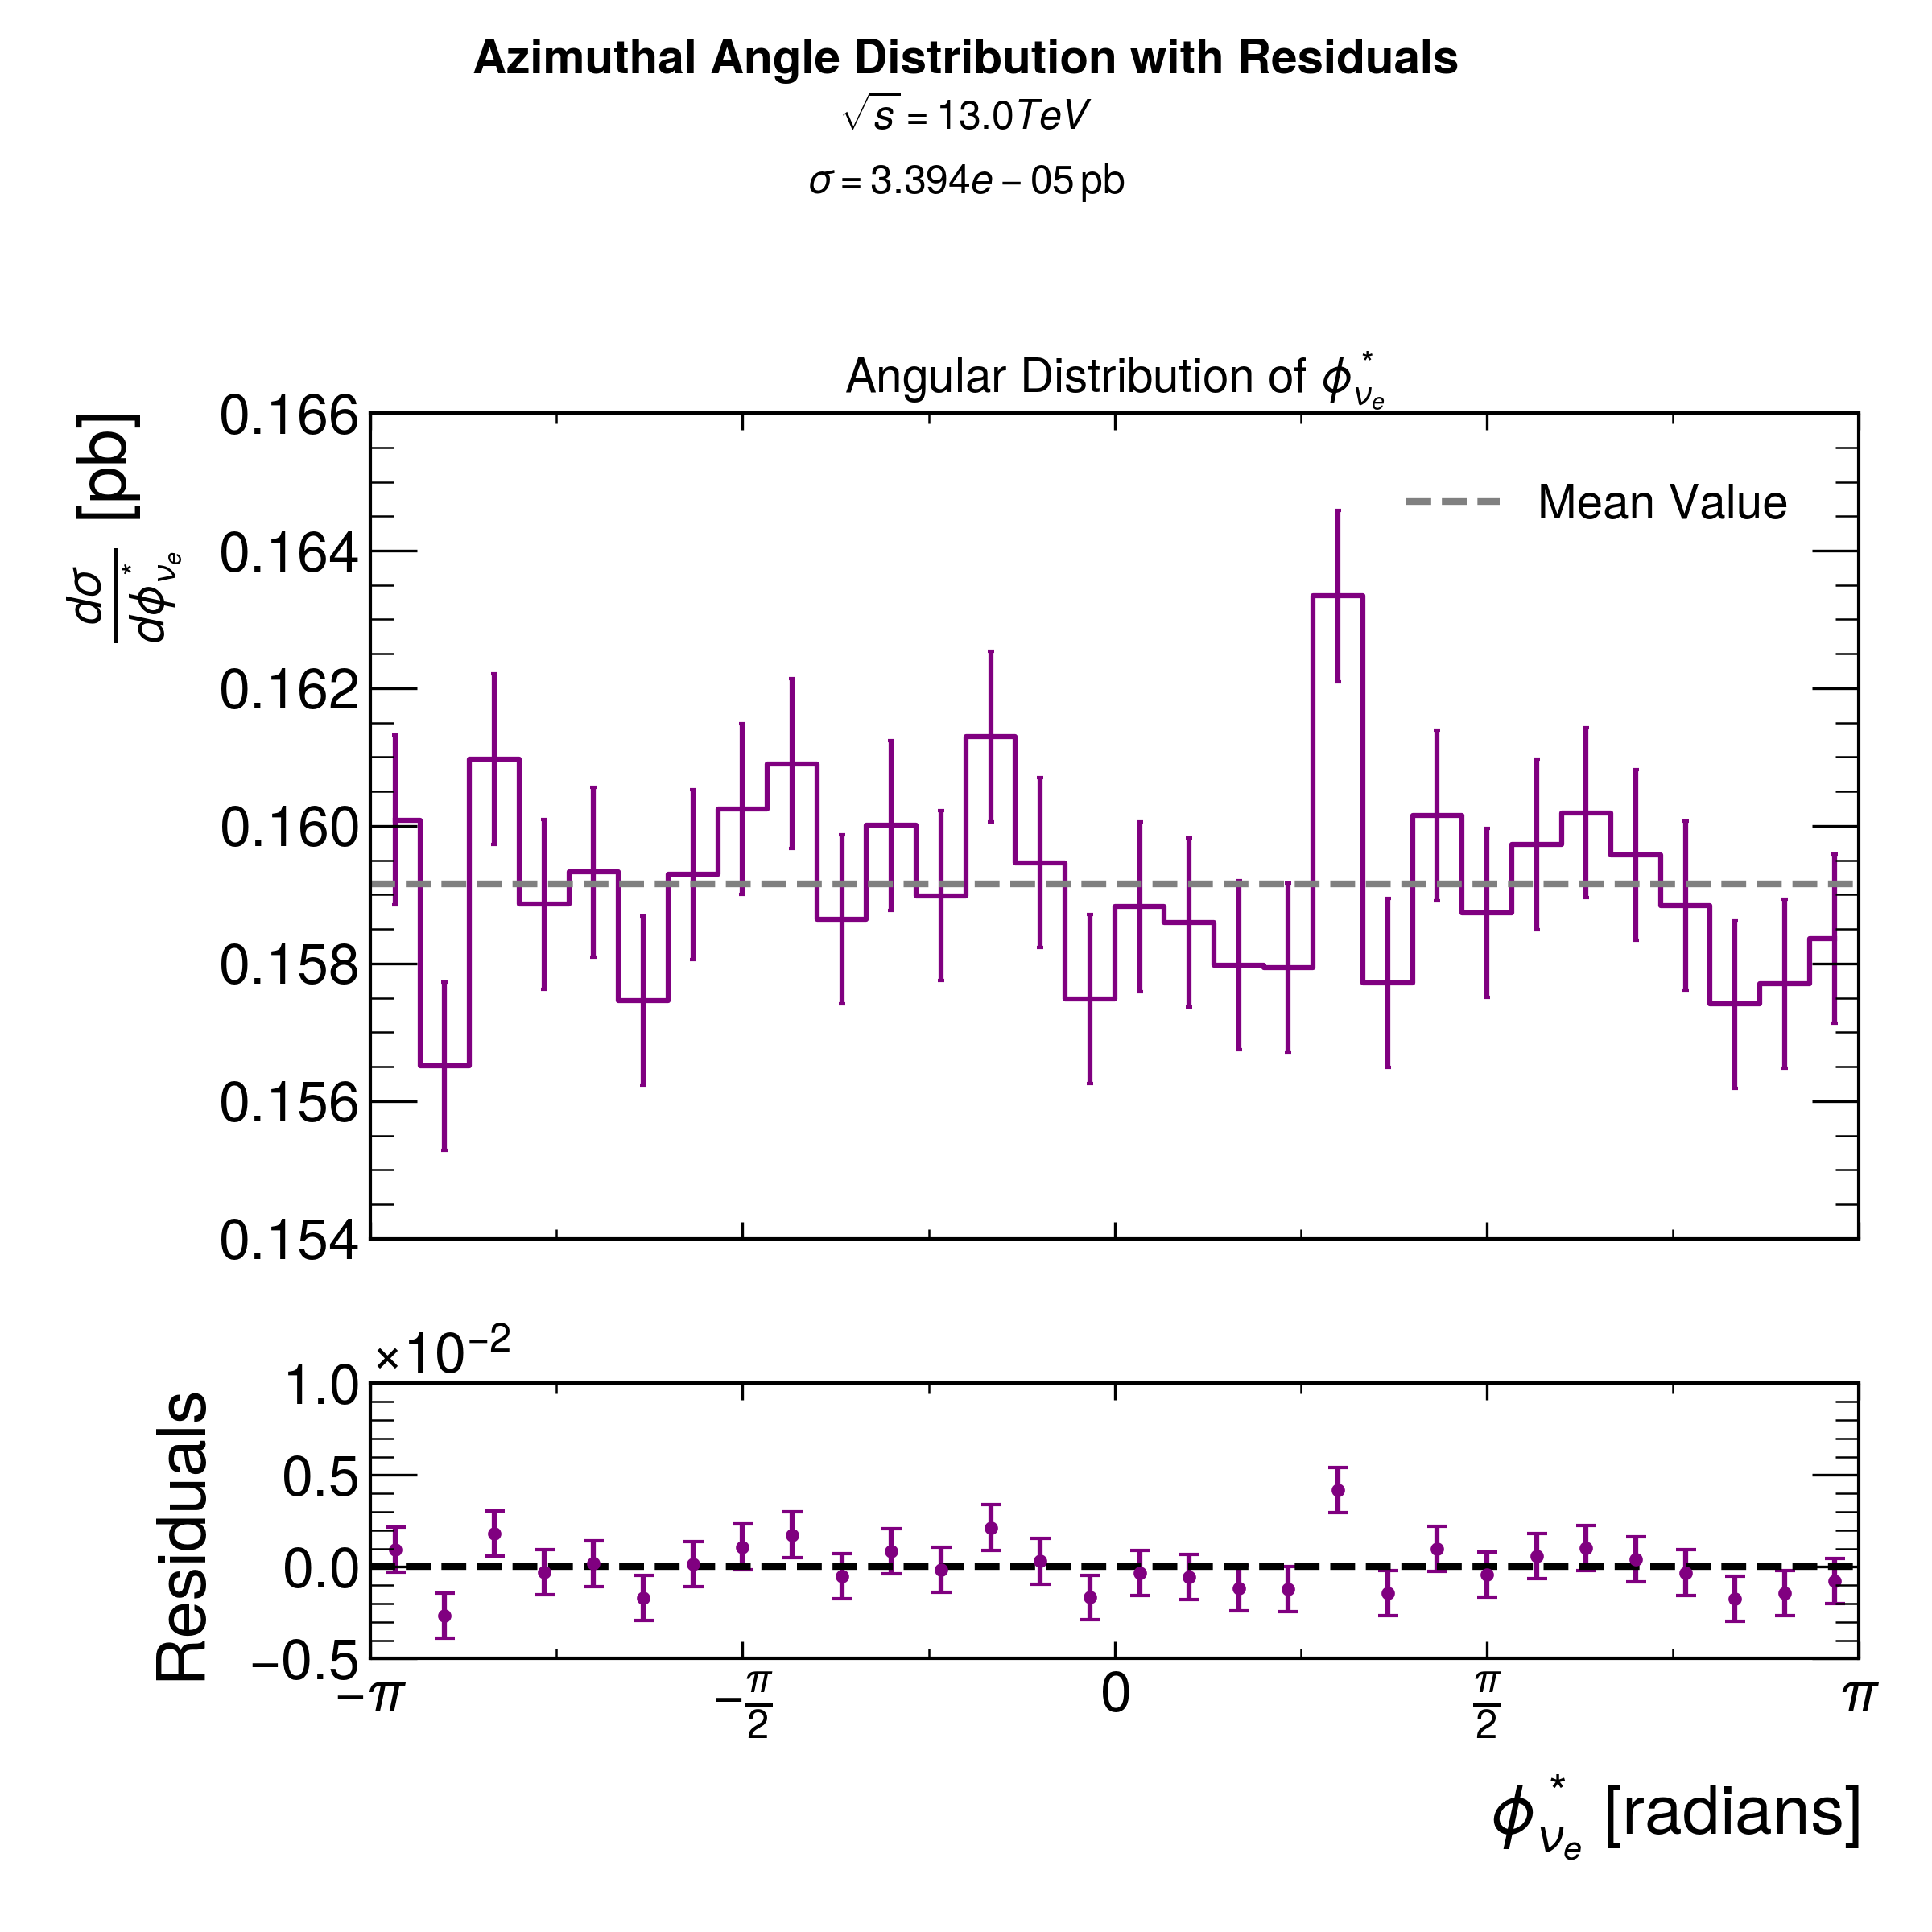 Azimuthal Angle Distribution with Residuals
√s = 13.0TeV
σ = 3.394e − 05 pb
Angular Distribution of ϕ*νe
dσ/dϕ*νe [pb]
0.166
0.164
0.162
0.160
0.158
0.156
0.154
Mean Value
×10⁻²
Residuals
1.0
0.5
0.0
−0.5
−π −π/2 0 π/2 π
ϕ*νe [radians]